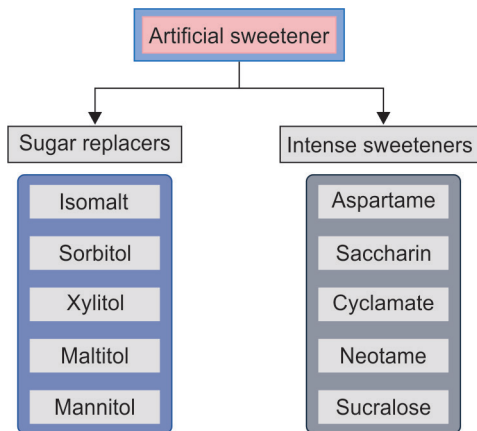 Artificial sweetener
Sugar replacers
Isomalt
Sorbitol
Xylitol
Maltitol
Mannitol
Intense sweeteners
Aspartame
Saccharin
Cyclamate
Neotame
Sucralose